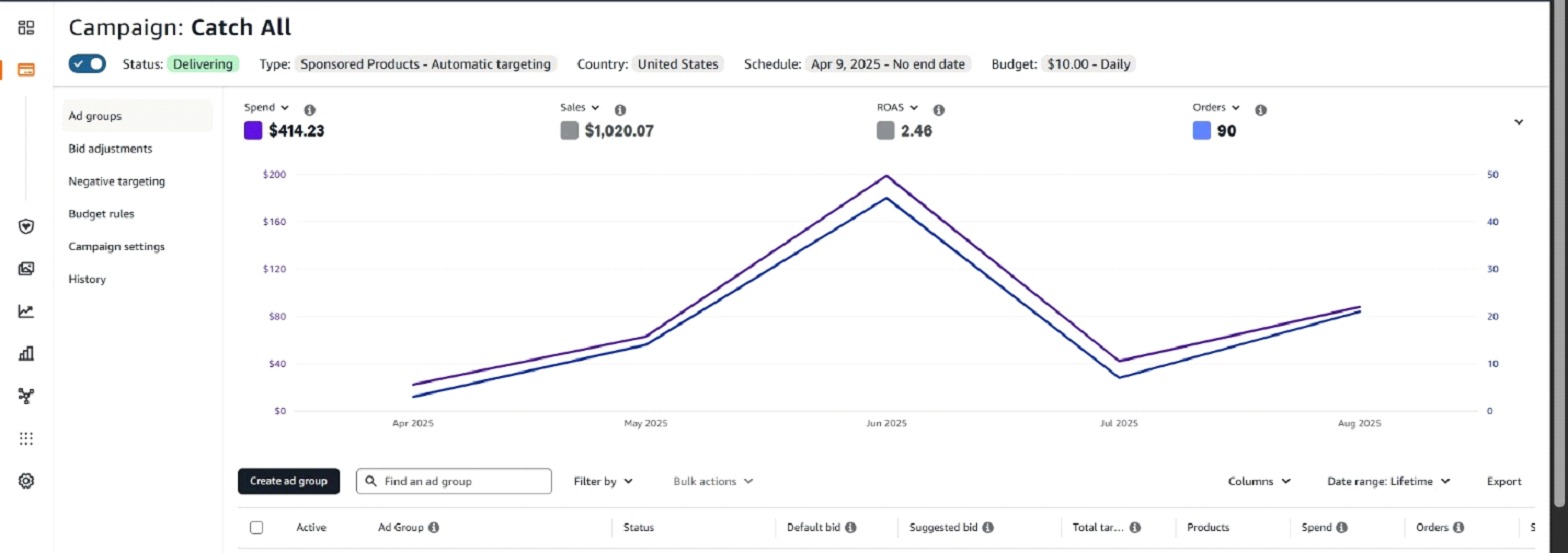 Campaign: Catch All
Status: Delivering Type: Sponsored Products - Automatic targeting Country: United States Schedule: Apr 9, 2025 - No end date Budget: $10.00 - Daily
Ad groups
Bid adjustments
Negative targeting
Budget rules
Campaign settings
History
Spend Sales ROAS Orders
$414.23 $1,020.07 2.46 90
$200 50
$160 40
$120 30
$80 20
$40 10
$0 0
Apr 2025 May 2025 Jun 2025 Jul 2025 Aug 2025
Create ad group Find an ad group Filter by Bulk actions Columns Date range: Lifetime Export
Active Ad Group Status Default bid Suggested bid Total tar... Products Spend Orders S